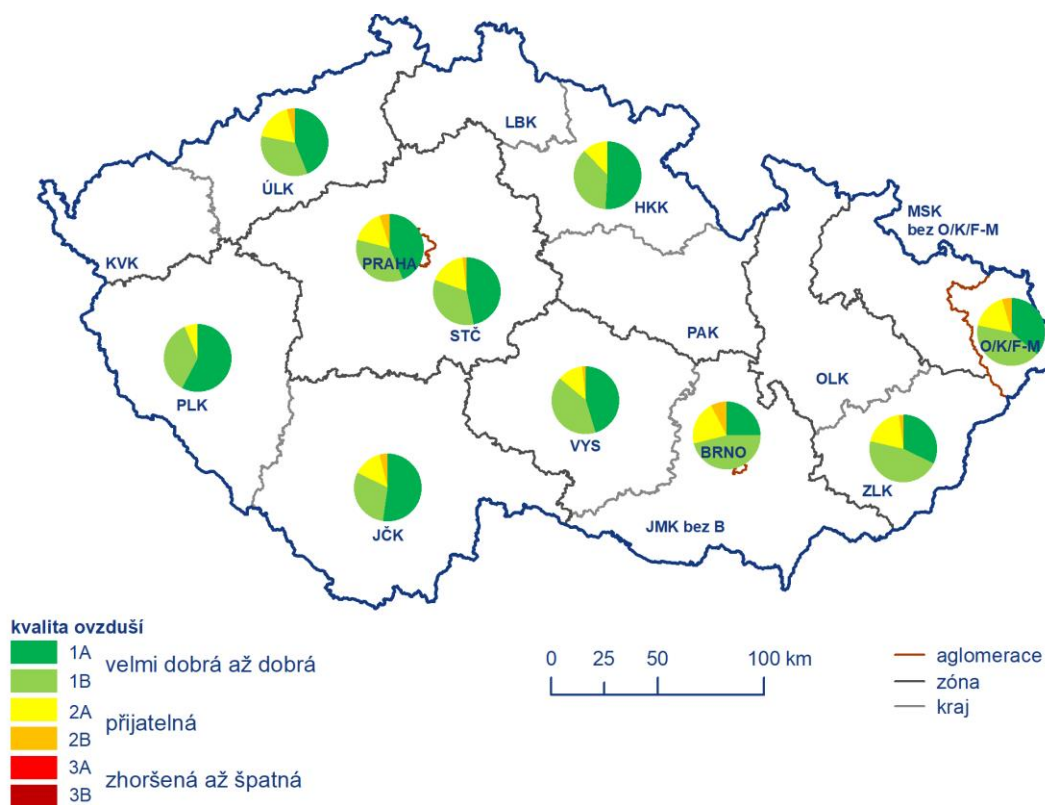 LBK
ÚLK
HKK
MSK
bez O/K/F-M
KVK
PRAHA
STČ
PAK
O/K/F-M
PLK
OLK
VYS
BRNO
ZLK
JČK
JMK bez B
kvalita ovzduší
1A
velmi dobrá až dobrá
1B
2A
přijatelná
2B
3A
zhoršená až špatná
3B
0 25 50 100 km
aglomerace
zóna
kraj